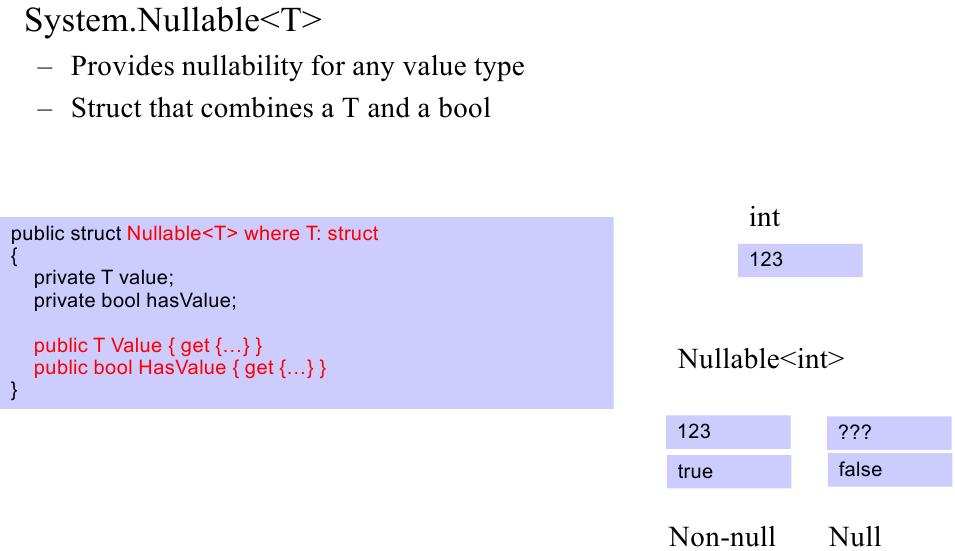 System.Nullable<T>
– Provides nullability for any value type
– Struct that combines a T and a bool
public struct Nullable<T> where T: struct
{
private T value;
private bool hasValue;
public T Value { get {…} }
public bool HasValue { get {…} }
}
int
123
Nullable<int>
123 ???
true false
Non-null Null